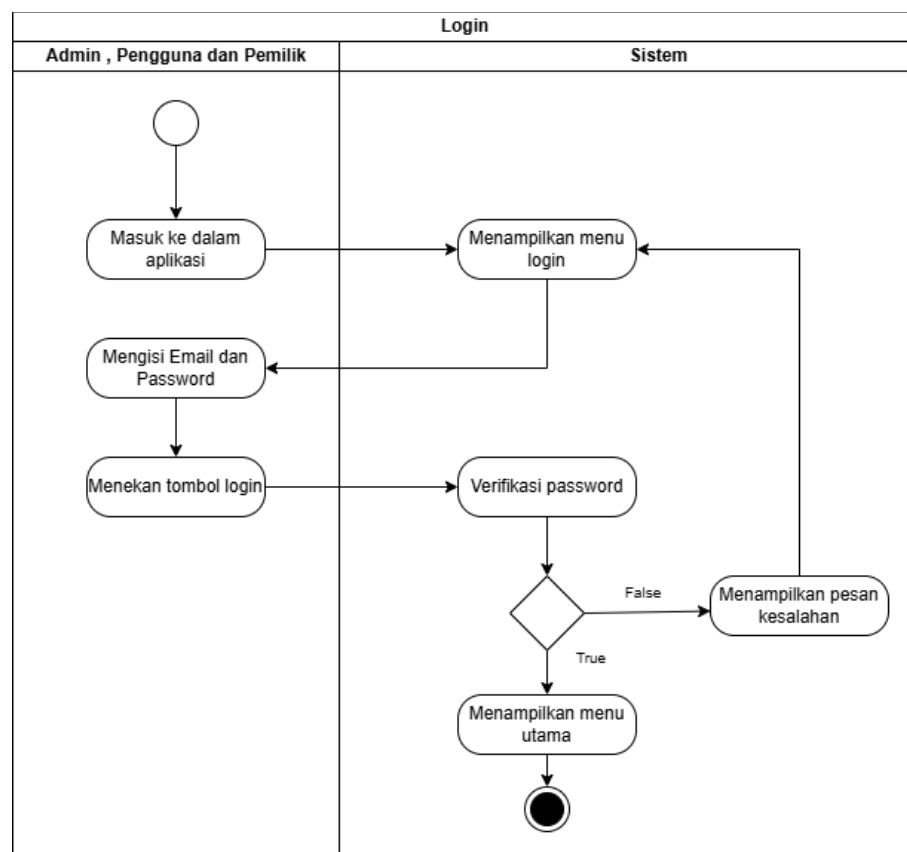 Login
Admin , Pengguna dan Pemilik
Sistem
Masuk ke dalam
aplikasi
Menampilkan menu
login
Mengisi Email dan
Password
Menekan tombol login
Verifikasi password
False
Menampilkan pesan
kesalahan
True
Menampilkan menu
utama